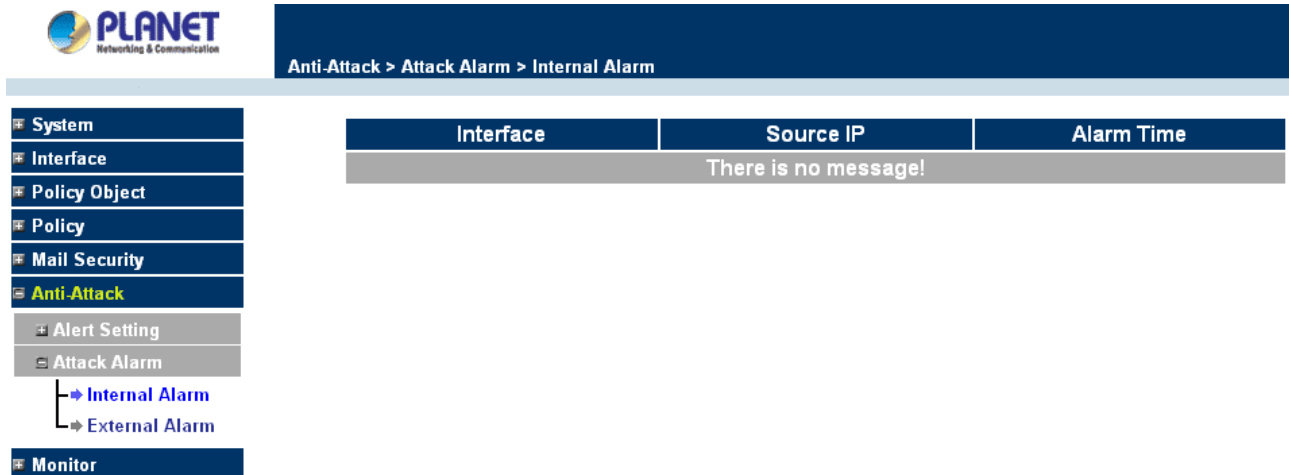 PLANET
Networking & Communication
Anti-Attack > Attack Alarm > Internal Alarm
System
Interface
Policy Object
Policy
Mail Security
Anti-Attack
Alert Setting
Attack Alarm
Internal Alarm
External Alarm
Monitor
Interface Source IP Alarm Time
There is no message!